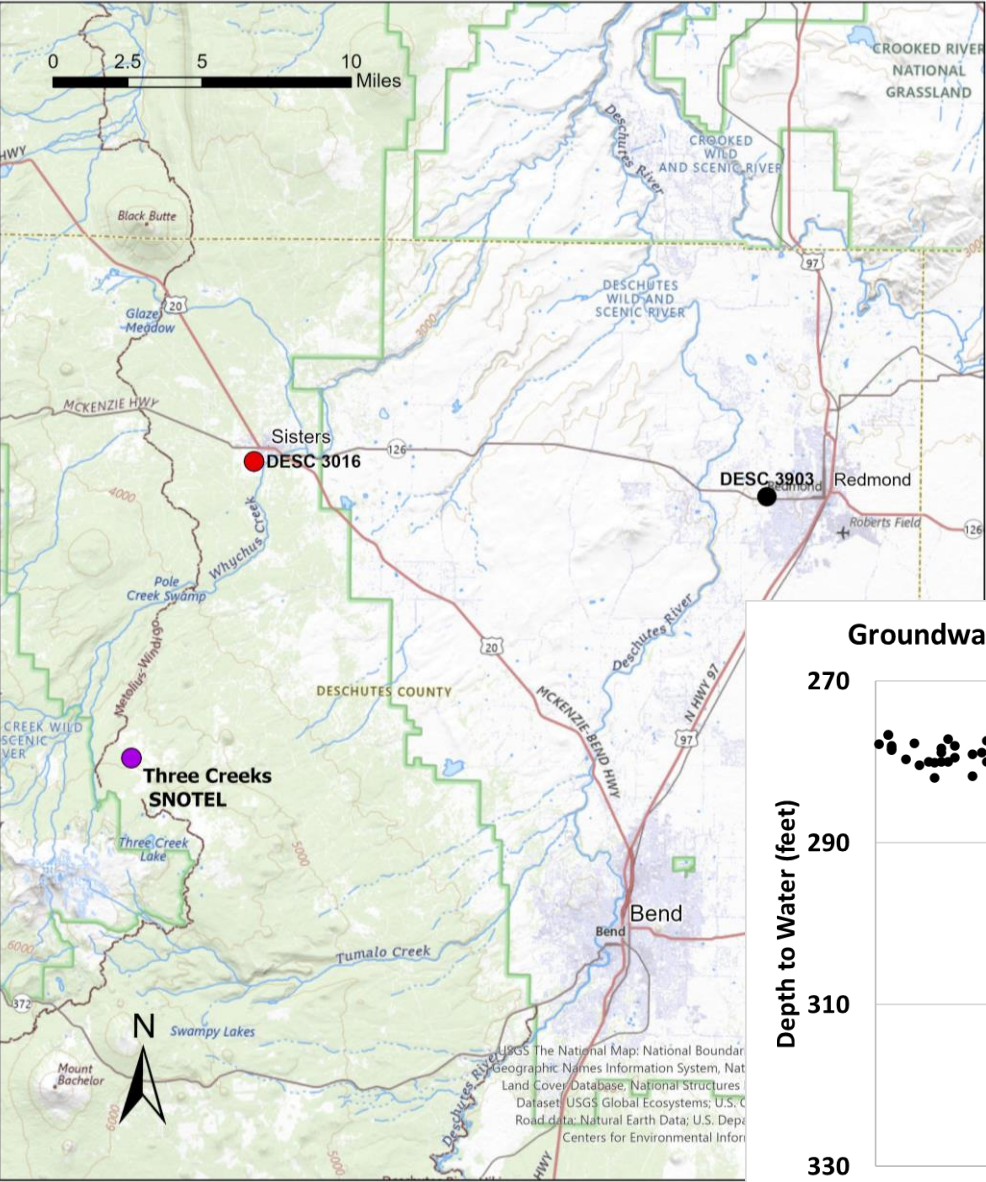 0 2.5 5 10
Miles
CROOKED RIVER
NATIONAL
GRASSLAND
Deschutes River
CROOKED
WILD
AND SCENIC RIVER
HWY
Black Butte
97
3000
20
DESCHUTES
WILD AND
SCENIC RIVER
Glaze
Meadow
3000
MCKENZIE HWY
Sisters
126
DESC 3016
DESC 3903
Redmond
Redmond
4000
Roberts Field
126
Whychus Creek
Pole
Creek Swamp
Deschutes River
20
Metolius-Windigo
DESCHUTES COUNTY
MCKENZIE-BEND HWY
N HWY 97
97
CREEK WILD
SCENIC
VER
Three Creeks
SNOTEL
Three Creek
Lake
5000
Bend
Bend
6000
Tumalo Creek
372
N
Swampy Lakes
Mount
Bachelor
6000
5000
Deschutes River
HWY
USGS The National Map: National Boundar
Geographic Names Information System, Nat
Land Cover Database, National Structures
Dataset; USGS Global Ecosystems; U.S. C
Road data; Natural Earth Data; U.S. Depa
Centers for Environmental Infor
Groundwa
Depth to Water (feet)
270
290
310
330